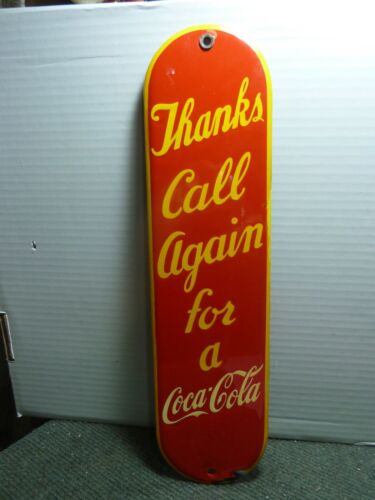 Thanks
Call
Again
for
a
Coca-Cola